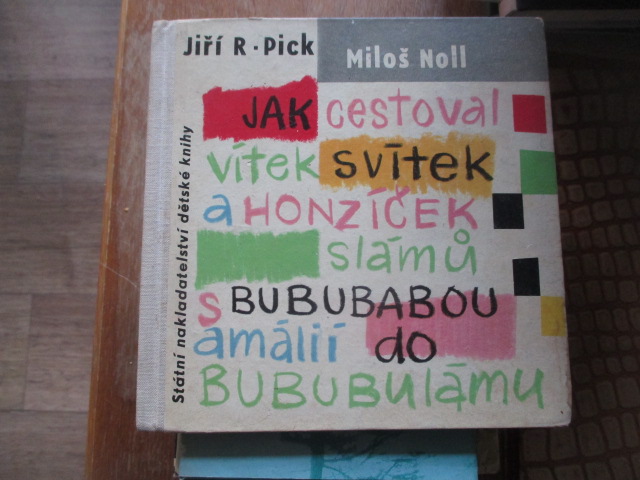 Jiří R · Pick
Miloš Noll
JAK cestoval
vítek svítek
a HONZÍČEK
slámů
s BUBUBABOU
amálií do
BUBUBulámu
Státní nakladatelství dětské knihy